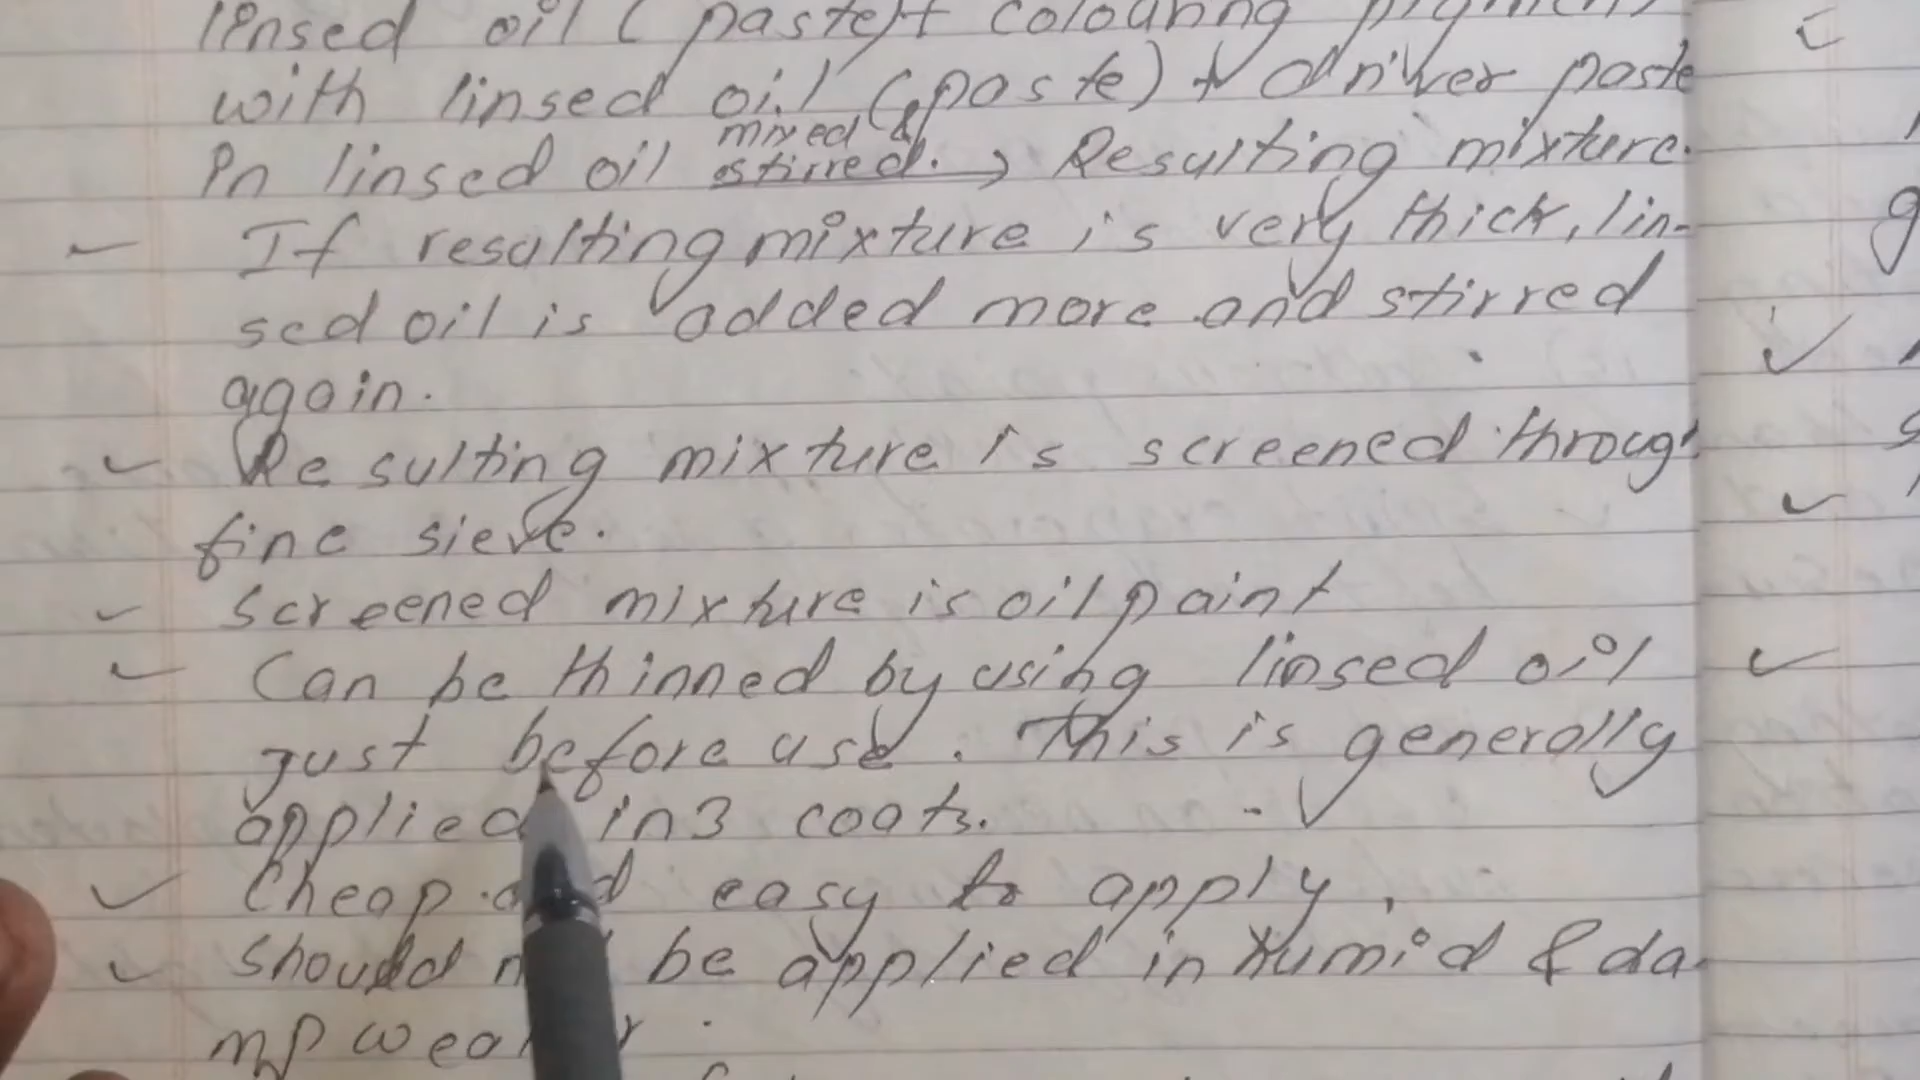 linsed oil (paste)+ colouring pigment
with linsed oil (paste) + driver paste
in linsed oil mixed & stirred. → Resulting mixture.
If resulting mixture is very thick, lin-
sed oil is added more and stirred
again.
Resulting mixture is screened throug
fine sieve.
Screened mixture is oil paint
Can be thinned by using linsed oil
just before use. This is generally
applied in 3 coats.
Cheap and easy to apply.
Should be applied in humid & da
mp